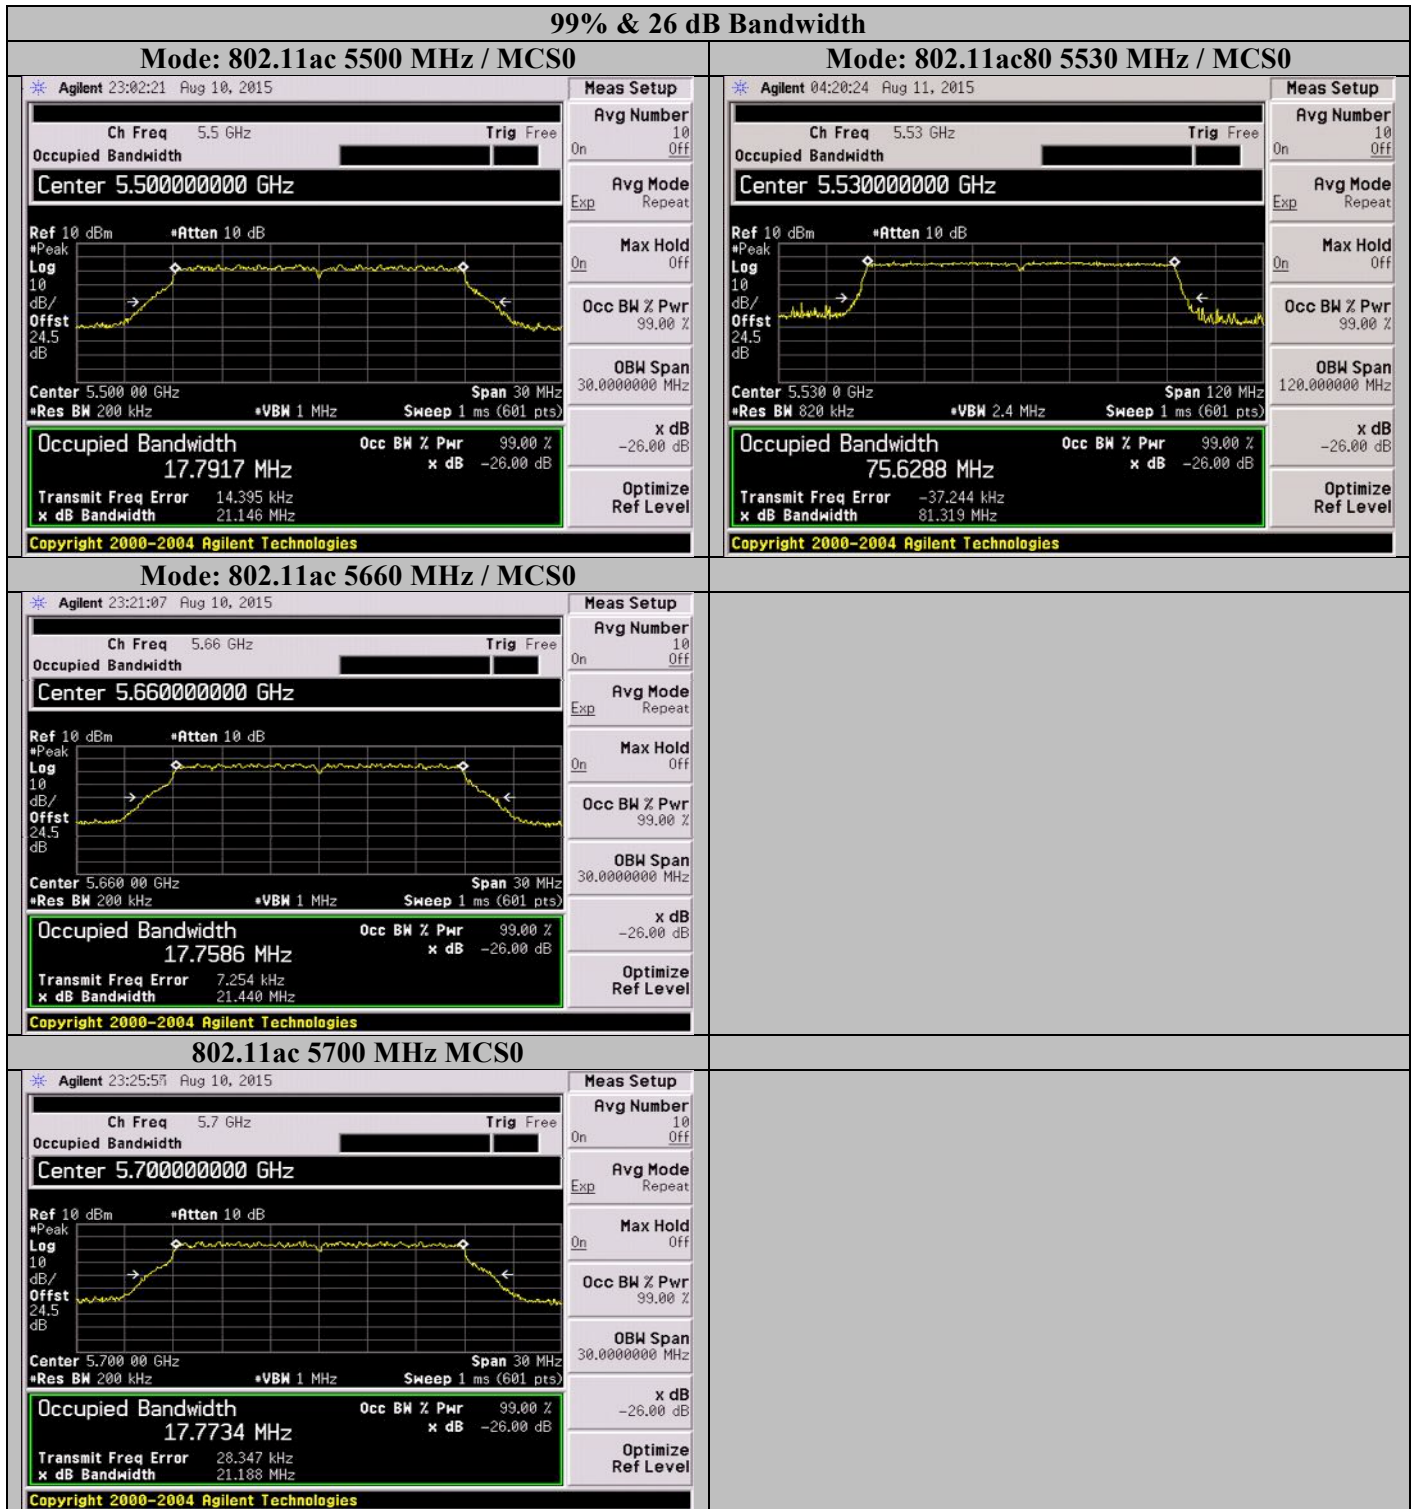 99% & 26 dB Bandwidth
Mode: 802.11ac 5500 MHz / MCS0
Mode: 802.11ac80 5530 MHz / MCS0
Agilent 23:02:21 Aug 10, 2015
Meas Setup
Ch Freq 5.5 GHz Trig Free
Occupied Bandwidth
Center 5.500000000 GHz
Ref 10 dBm #Atten 10 dB
#Peak
Log
10
dB/
Offst
24.5
dB
Center 5.500 00 GHz Span 30 MHz
#Res BW 200 kHz #VBW 1 MHz Sweep 1 ms (601 pts)
Occupied Bandwidth Occ BW % Pwr 99.00 %
17.7917 MHz x dB -26.00 dB
Transmit Freq Error 14.395 kHz
x dB Bandwidth 21.146 MHz
Copyright 2000-2004 Agilent Technologies
Avg Number
10
On Off
Avg Mode
Exp Repeat
Max Hold
On Off
Occ BW % Pwr
99.00 %
OBW Span
30.0000000 MHz
x dB
-26.00 dB
Optimize
Ref Level
Agilent 04:20:24 Aug 11, 2015
Meas Setup
Ch Freq 5.53 GHz Trig Free
Occupied Bandwidth
Center 5.530000000 GHz
Ref 10 dBm #Atten 10 dB
#Peak
Log
10
dB/
Offst
24.5
dB
Center 5.530 0 GHz Span 120 MHz
#Res BW 820 kHz #VBW 2.4 MHz Sweep 1 ms (601 pts)
Occupied Bandwidth Occ BW % Pwr 99.00 %
75.6288 MHz x dB -26.00 dB
Transmit Freq Error -37.244 kHz
x dB Bandwidth 81.319 MHz
Copyright 2000-2004 Agilent Technologies
Avg Number
10
On Off
Avg Mode
Exp Repeat
Max Hold
On Off
Occ BW % Pwr
99.00 %
OBW Span
120.000000 MHz
x dB
-26.00 dB
Optimize
Ref Level
Mode: 802.11ac 5660 MHz / MCS0
Agilent 23:21:07 Aug 10, 2015
Meas Setup
Ch Freq 5.66 GHz Trig Free
Occupied Bandwidth
Center 5.660000000 GHz
Ref 10 dBm #Atten 10 dB
#Peak
Log
10
dB/
Offst
24.5
dB
Center 5.660 00 GHz Span 30 MHz
#Res BW 200 kHz #VBW 1 MHz Sweep 1 ms (601 pts)
Occupied Bandwidth Occ BW % Pwr 99.00 %
17.7586 MHz x dB -26.00 dB
Transmit Freq Error 7.254 kHz
x dB Bandwidth 21.440 MHz
Copyright 2000-2004 Agilent Technologies
Avg Number
10
On Off
Avg Mode
Exp Repeat
Max Hold
On Off
Occ BW % Pwr
99.00 %
OBW Span
30.0000000 MHz
x dB
-26.00 dB
Optimize
Ref Level
802.11ac 5700 MHz MCS0
Agilent Aug 10, 2015
Meas Setup
Ch Freq 5.7 GHz Trig Free
Occupied Bandwidth
Center 5.700000000 GHz
Ref 10 dBm #Atten 10 dB
#Peak
Log
10
dB/
Offst
24.5
dB
Center 5.700 00 GHz Span 30 MHz
#Res BW 200 kHz #VBW 1 MHz Sweep 1 ms (601 pts)
Occupied Bandwidth Occ BW % Pwr 99.00 %
17.7734 MHz x dB -26.00 dB
Transmit Freq Error 28.347 kHz
x dB Bandwidth 21.188 MHz
Copyright 2000-2004 Agilent Technologies
Avg Number
10
On Off
Avg Mode
Exp Repeat
Max Hold
On Off
Occ BW % Pwr
99.00 %
OBW Span
30.0000000 MHz
x dB
-26.00 dB
Optimize
Ref Level